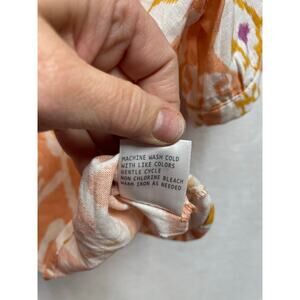 MACHINE WASH COLD
WITH LIKE COLORS
GENTLE CYCLE
NON CHLORINE BLEACH
WARM IRON AS NEEDED